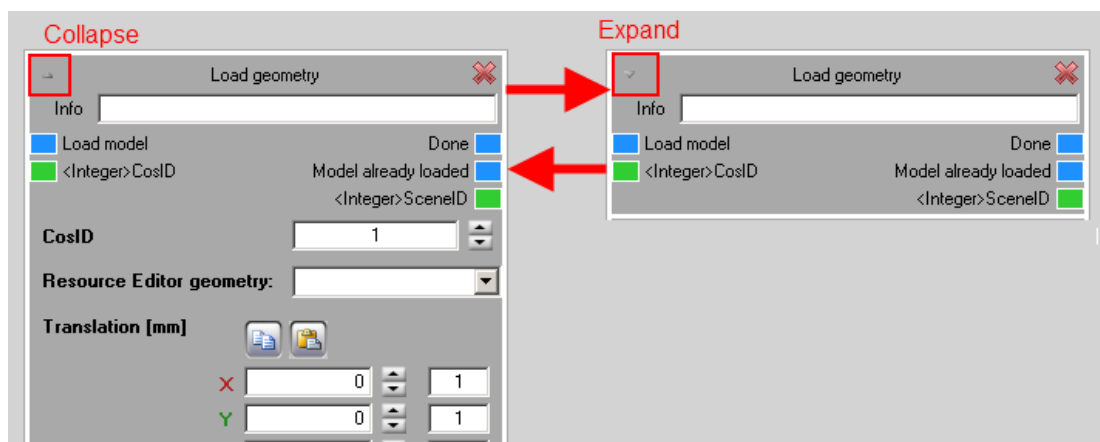 Collapse
Load geometry
Info
Load model Done
<Integer>CosID Model already loaded
<Integer>SceneID
CosID 1
Resource Editor geometry:
Translation [mm]
X 0 1
Y 0 1
Expand
Load geometry
Info
Load model Done
<Integer>CosID Model already loaded
<Integer>SceneID